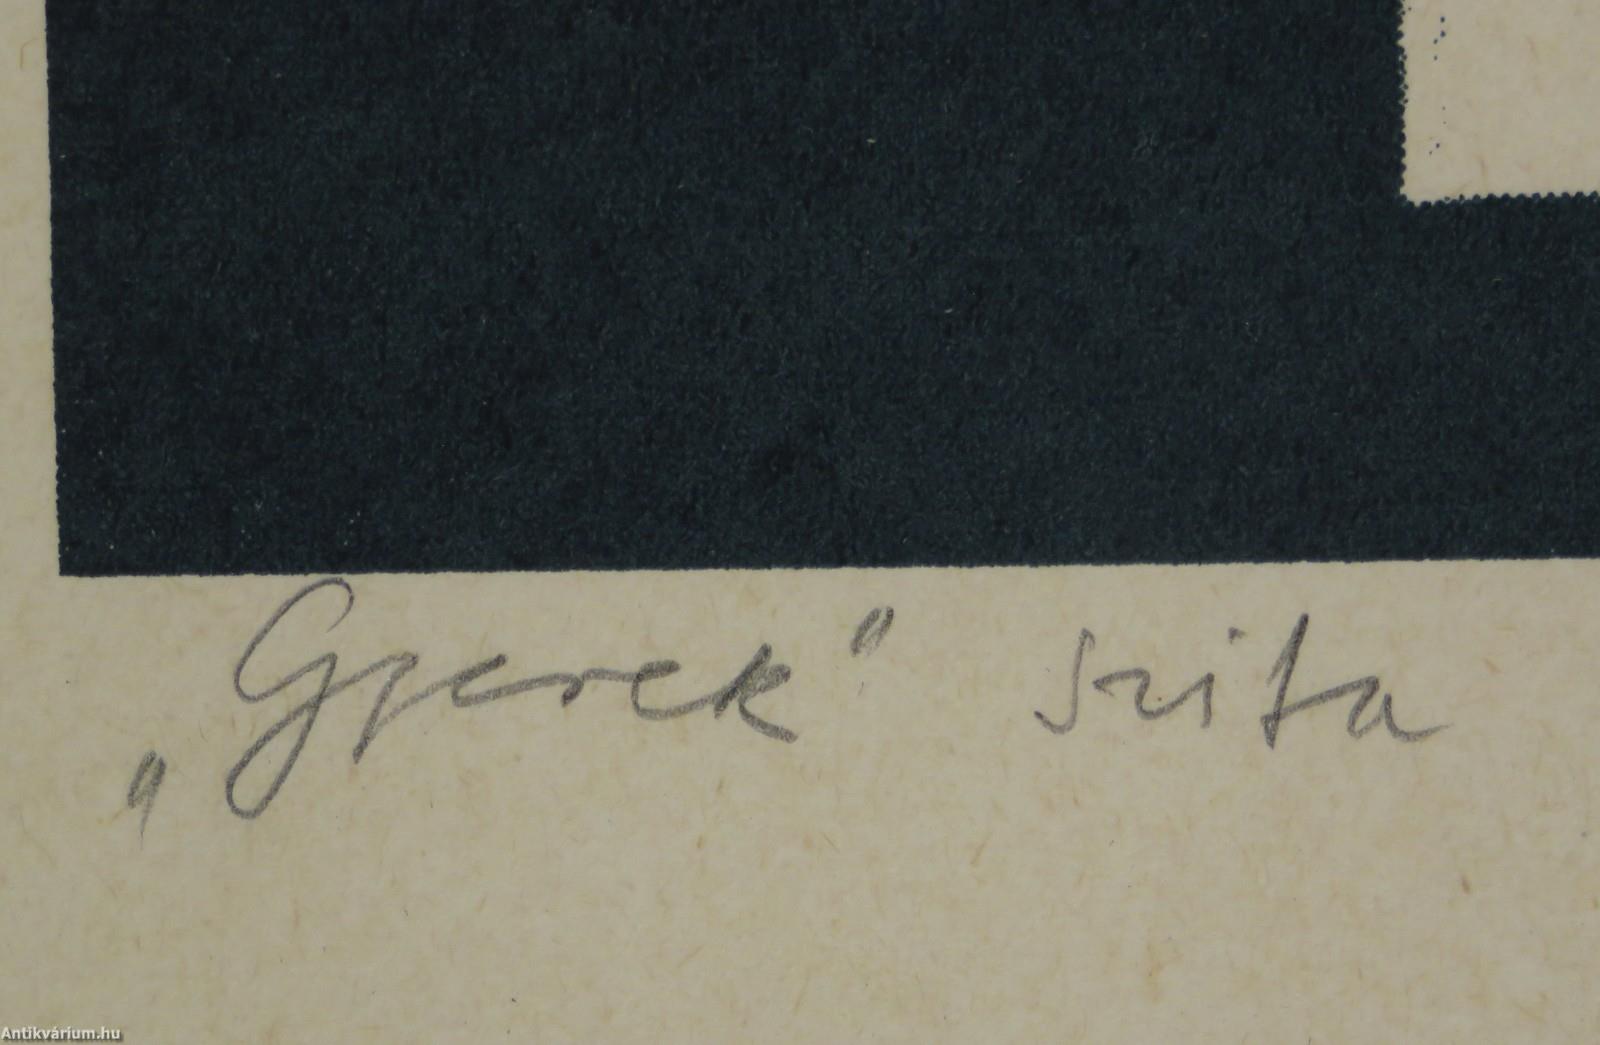 „Gyerek" szita
Antikvárium.hu